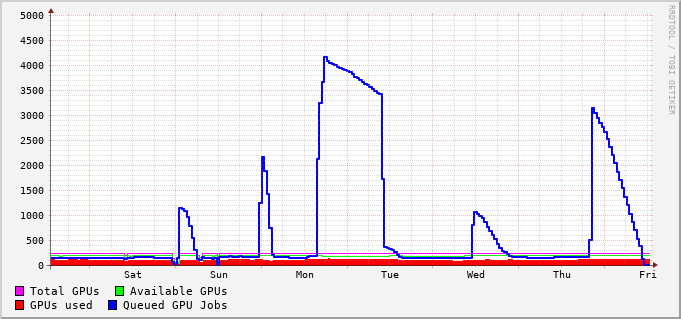 5000
4500
4000
3500
3000
2500
2000
1500
1000
500
0
Sat Sun Mon Tue Wed Thu Fri
Total GPUs Available GPUs
GPUs used Queued GPU Jobs
RRDTOOL / TOBI OETIKER